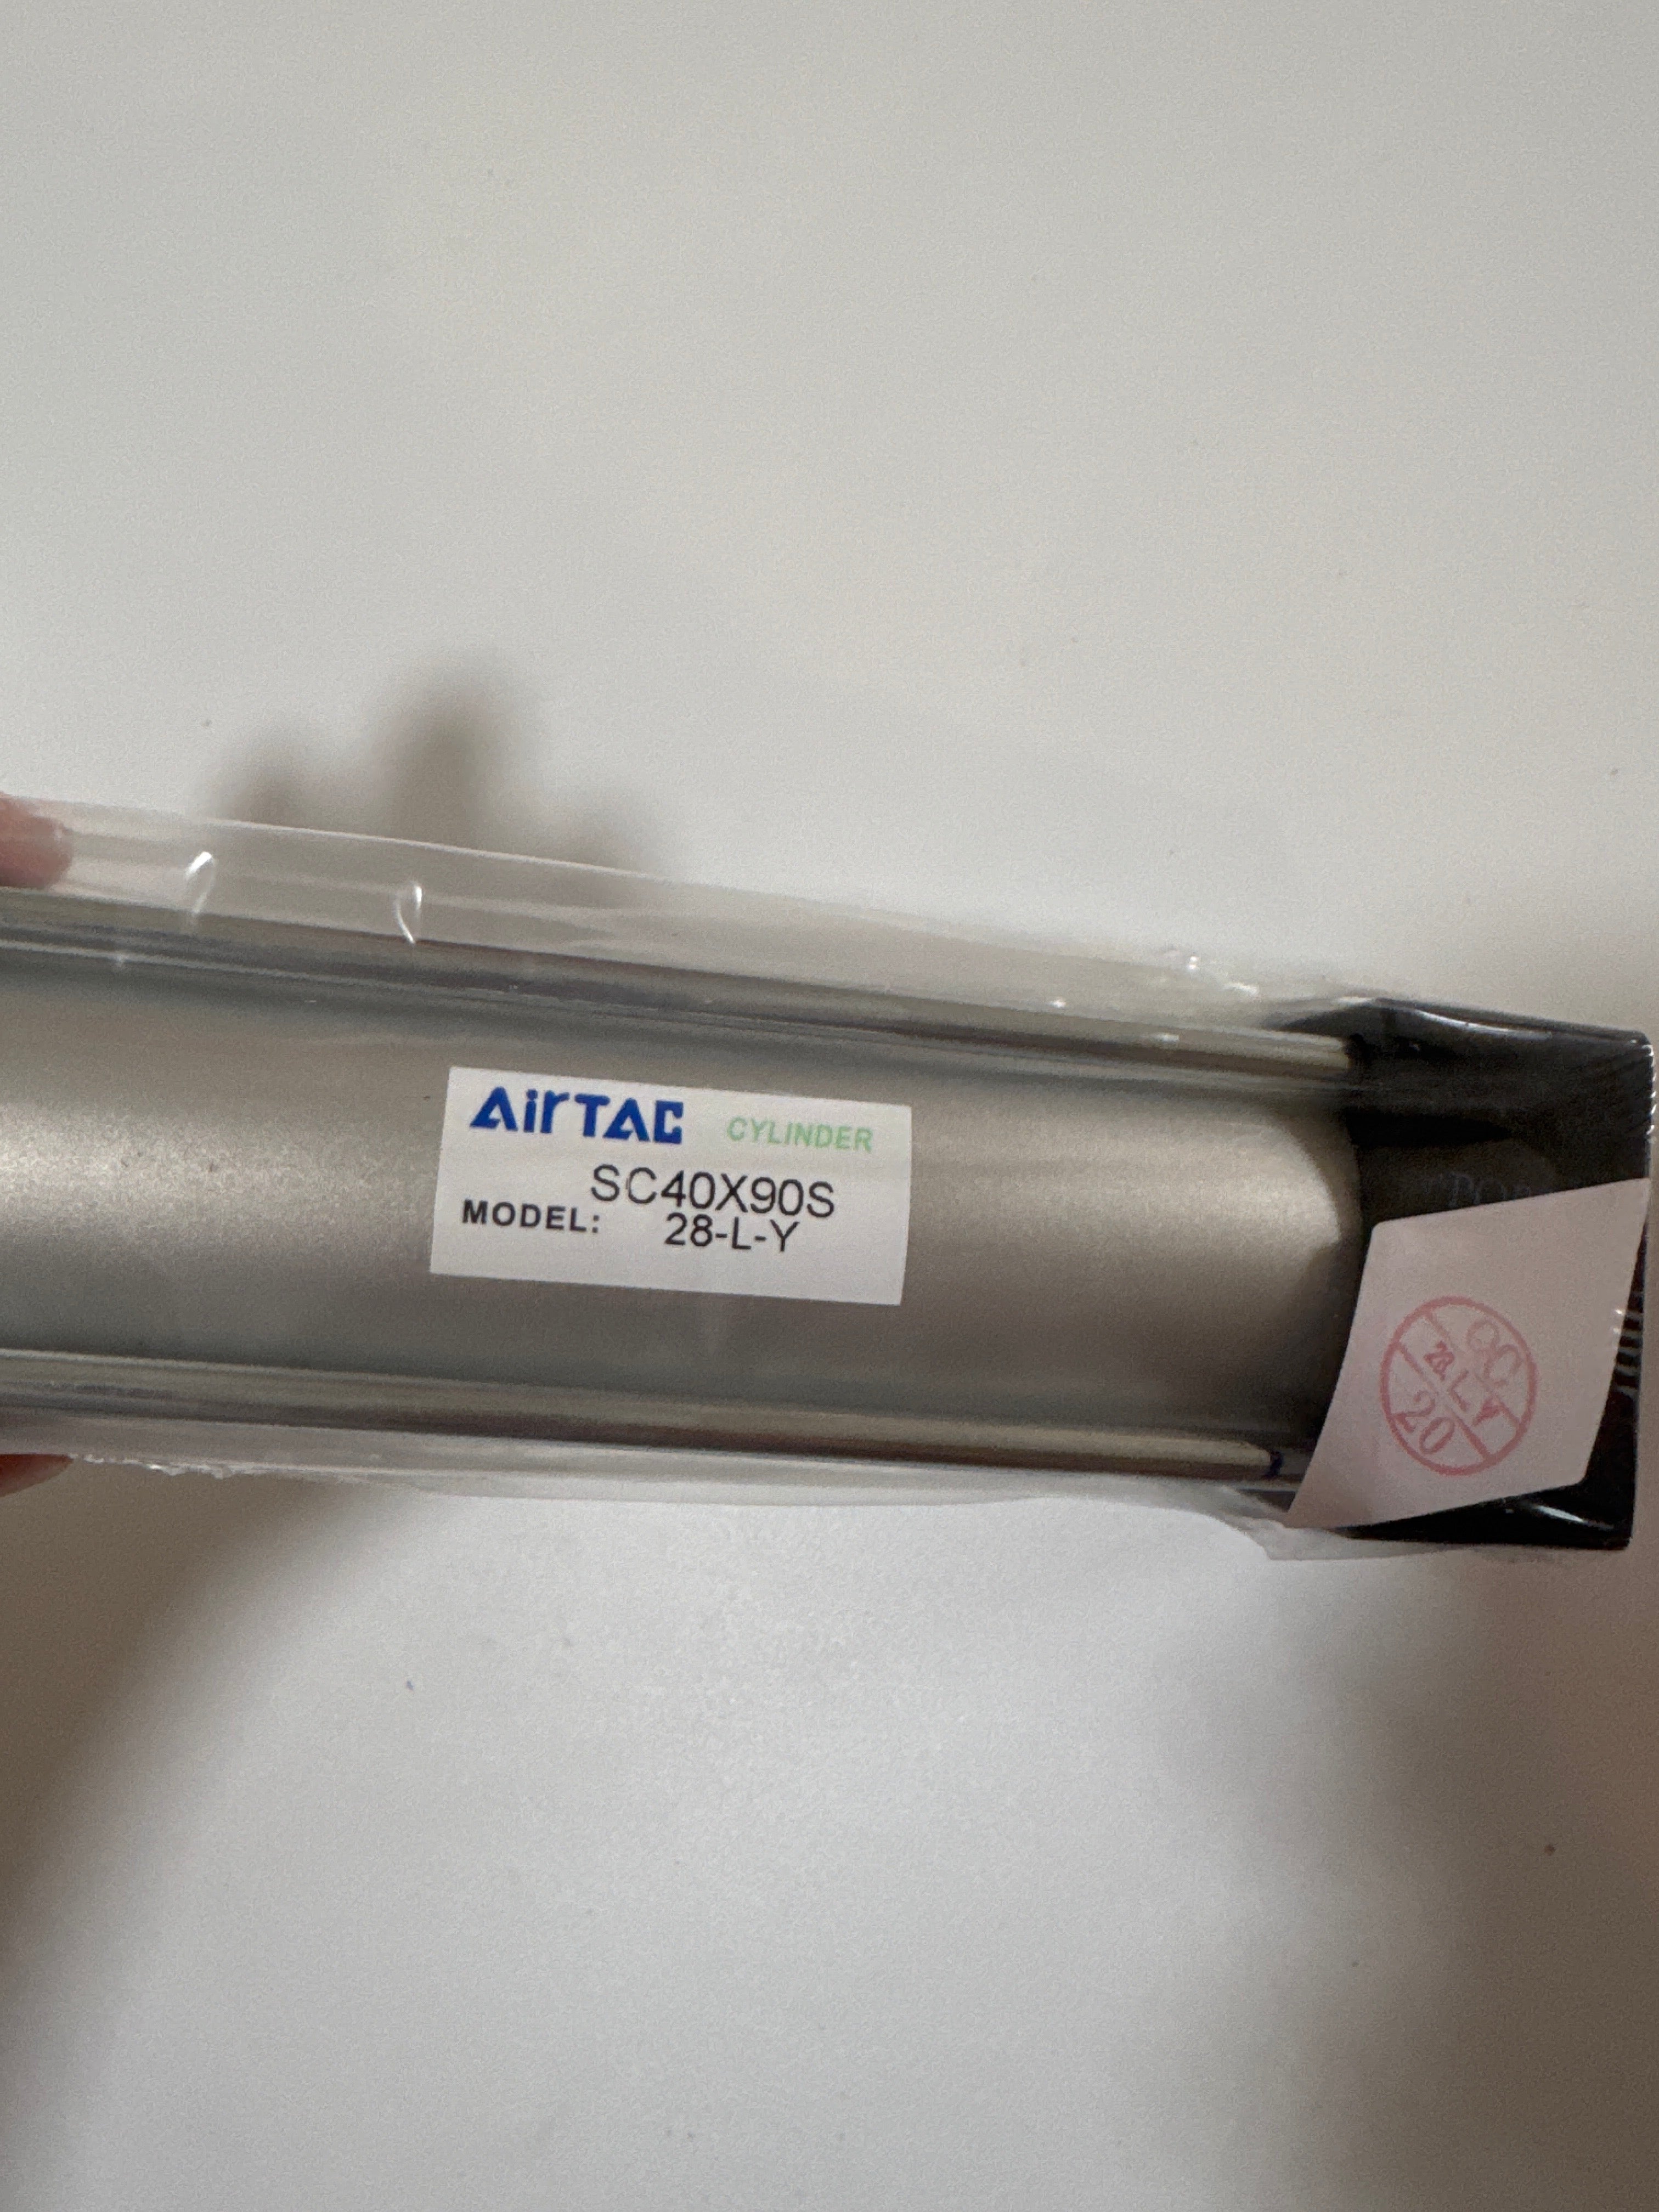 AirTAC CYLINDER
SC40X90S
MODEL: 28-L-Y
QC
28 L Y
20